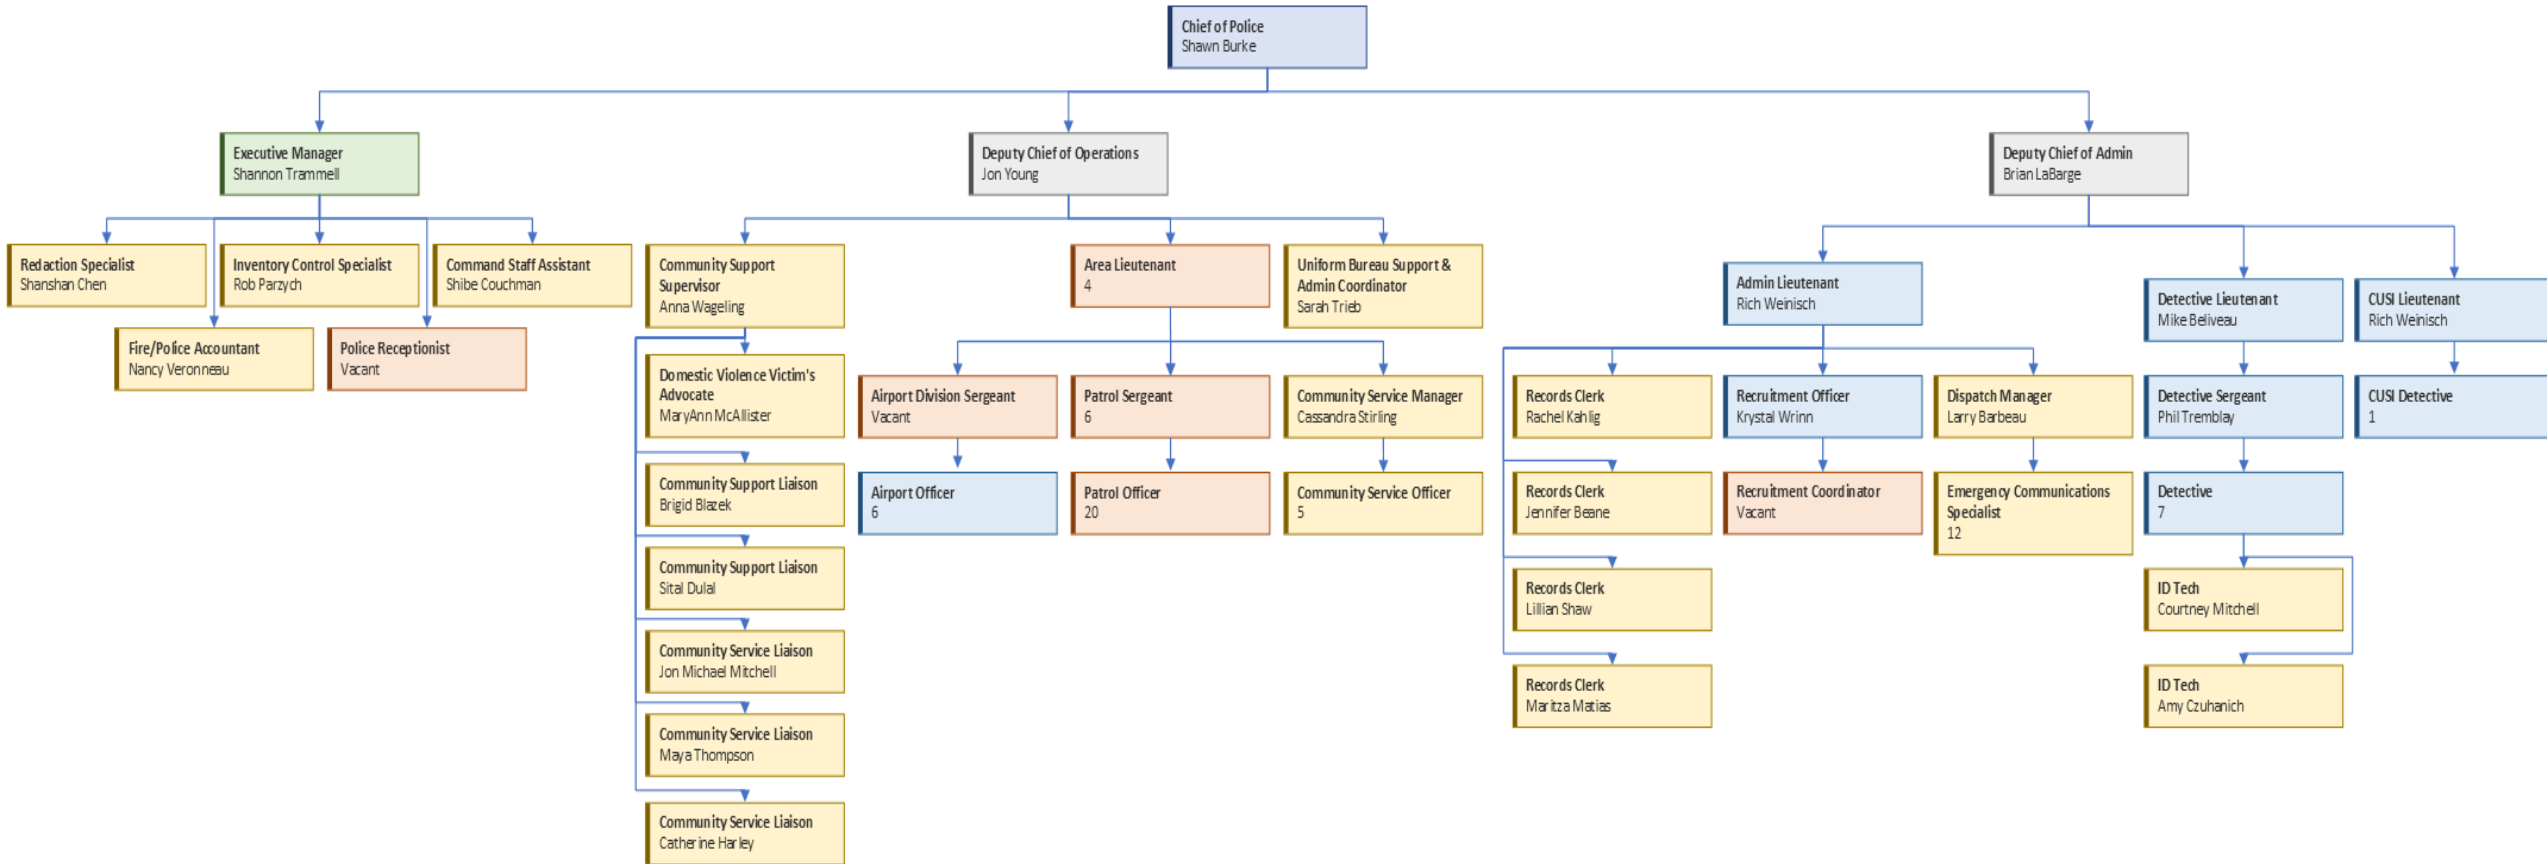 Chief of Police
Shawn Burke
Executive Manager
Shannon Trammell
Deputy Chief of Operations
Jon Young
Deputy Chief of Admin
Brian LaBarge
Redaction Specialist
Shanshan Chen
Inventory Control Specialist
Rob Parzych
Command Staff Assistant
Shibe Couchman
Fire/Police Accountant
Nancy Veronneau
Police Receptionist
Vacant
Community Support
Supervisor
Anna Wageling
Area Lieutenant
4
Uniform Bureau Support &
Admin Coordinator
Sarah Trieb
Domestic Violence Victim's
Advocate
MaryAnn McAllister
Community Support Liaison
Brigid Blazek
Community Support Liaison
Sital Dulal
Community Service Liaison
Jon Michael Mitchell
Community Service Liaison
Maya Thompson
Community Service Liaison
Catherine Harley
Airport Division Sergeant
Vacant
Patrol Sergeant
6
Community Service Manager
Cassandra Stirling
Airport Officer
6
Patrol Officer
20
Community Service Officer
5
Admin Lieutenant
Rich Weinisch
Detective Lieutenant
Mike Beliveau
CUSI Lieutenant
Rich Weinisch
Records Clerk
Rachel Kahlig
Recruitment Officer
Krystal Wrinn
Dispatch Manager
Larry Barbeau
Detective Sergeant
Phil Tremblay
CUSI Detective
1
Records Clerk
Jennifer Beane
Recruitment Coordinator
Vacant
Emergency Communications
Specialist
12
Detective
7
Records Clerk
Lillian Shaw
ID Tech
Courtney Mitchell
Records Clerk
Maritza Matias
ID Tech
Amy Czuhanich